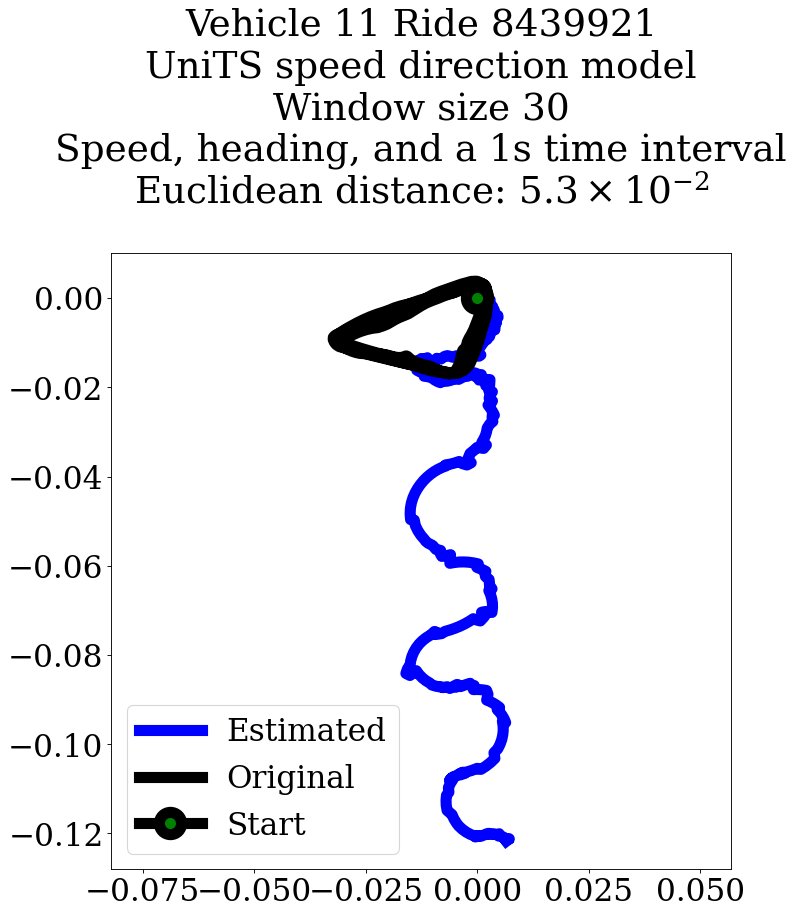 Vehicle 11 Ride 8439921
UniTS speed direction model
Window size 30
Speed, heading, and a 1s time interval
Euclidean distance: 5.3 × 10⁻²
0.00
−0.02
−0.04
−0.06
−0.08
−0.10
−0.12
Estimated
Original
Start
−0.075 −0.050 −0.025 0.000 0.025 0.050